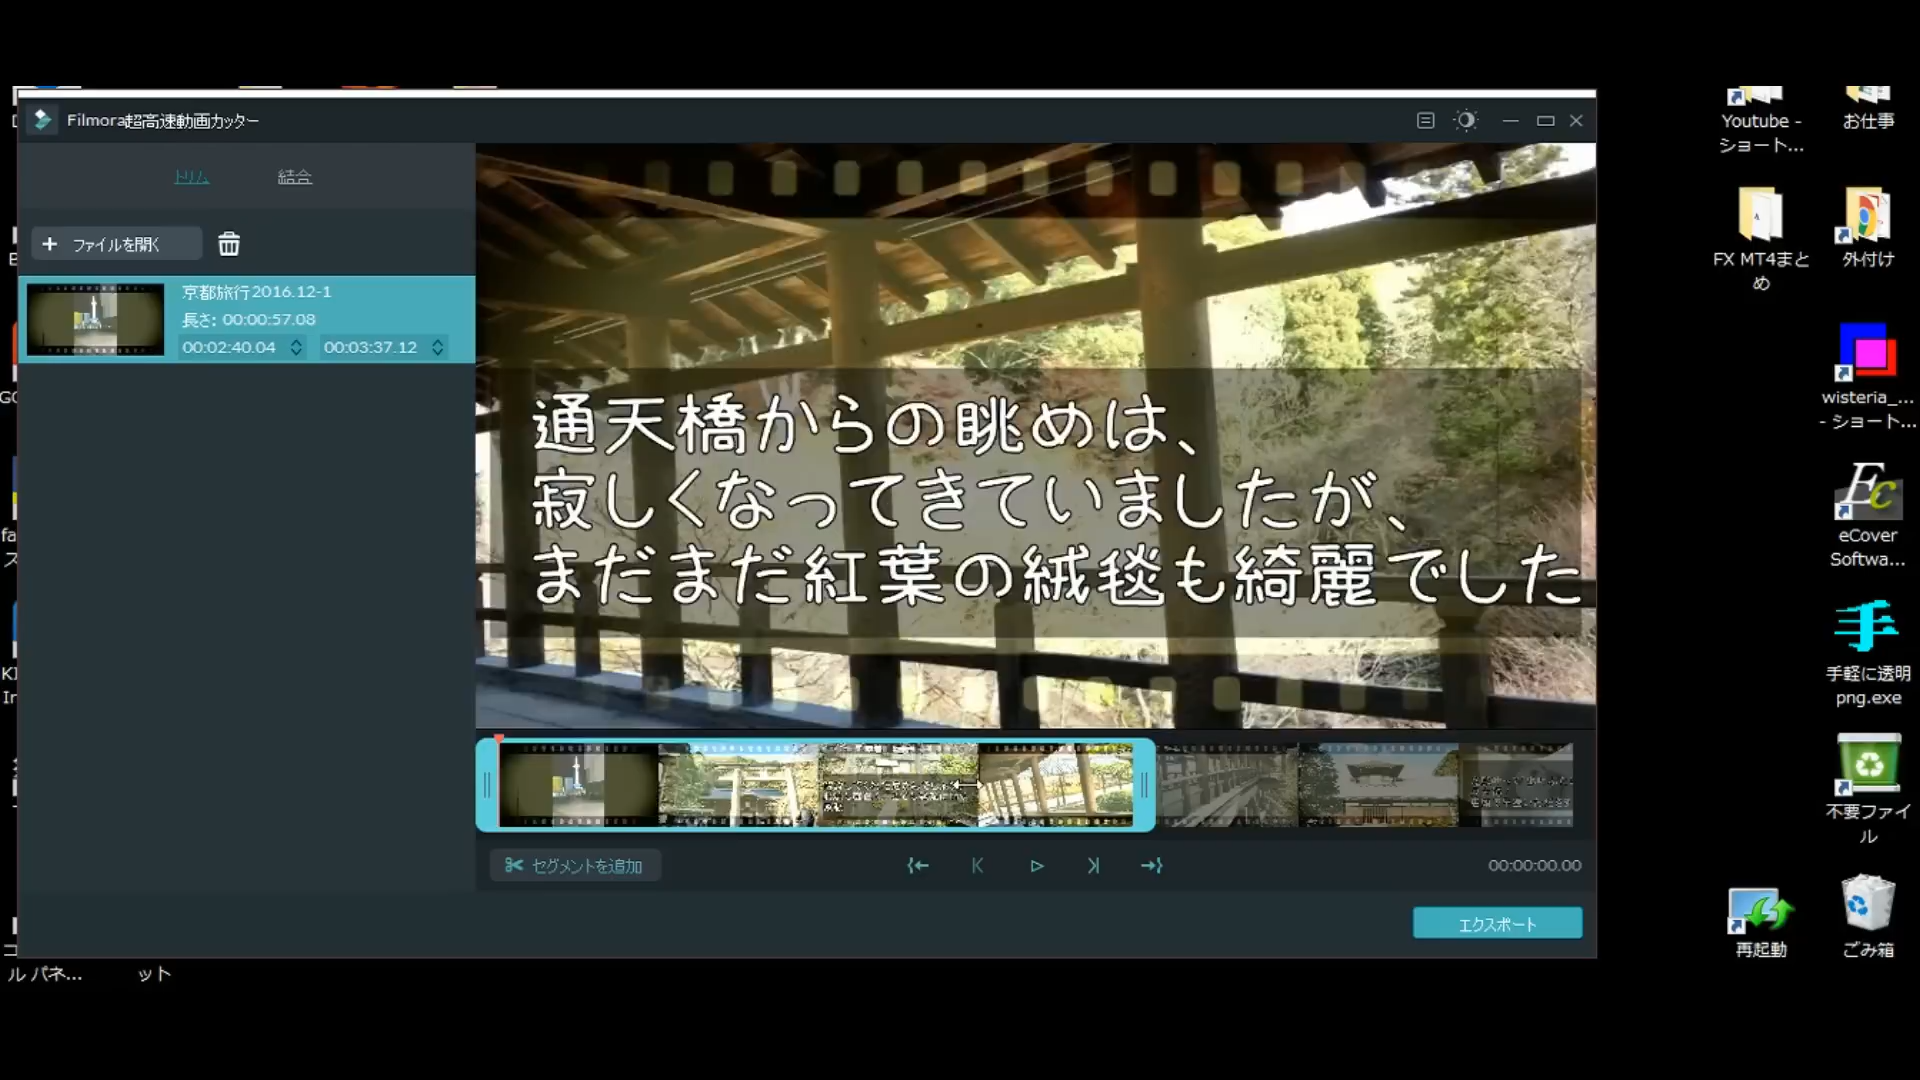 Filmora超高速動画カッター
トリム
結合
ファイルを開く
京都旅行2016.12-1
長さ: 00:00:57.08
00:02:40.04
00:03:37.12
通天橋からの眺めは、
寂しくなってきていましたが、
まだまだ紅葉の絨毯も綺麗でした
セグメントを追加
00:00:00.00
エクスポート
Youtube -
ショート...
お仕事
FX MT4まと
め
外付け
wisteria_...
- ショート...
eCover
Softwa...
手軽に透明
png.exe
不要ファイ
ル
再起動
ごみ箱
ル パネ...
ット